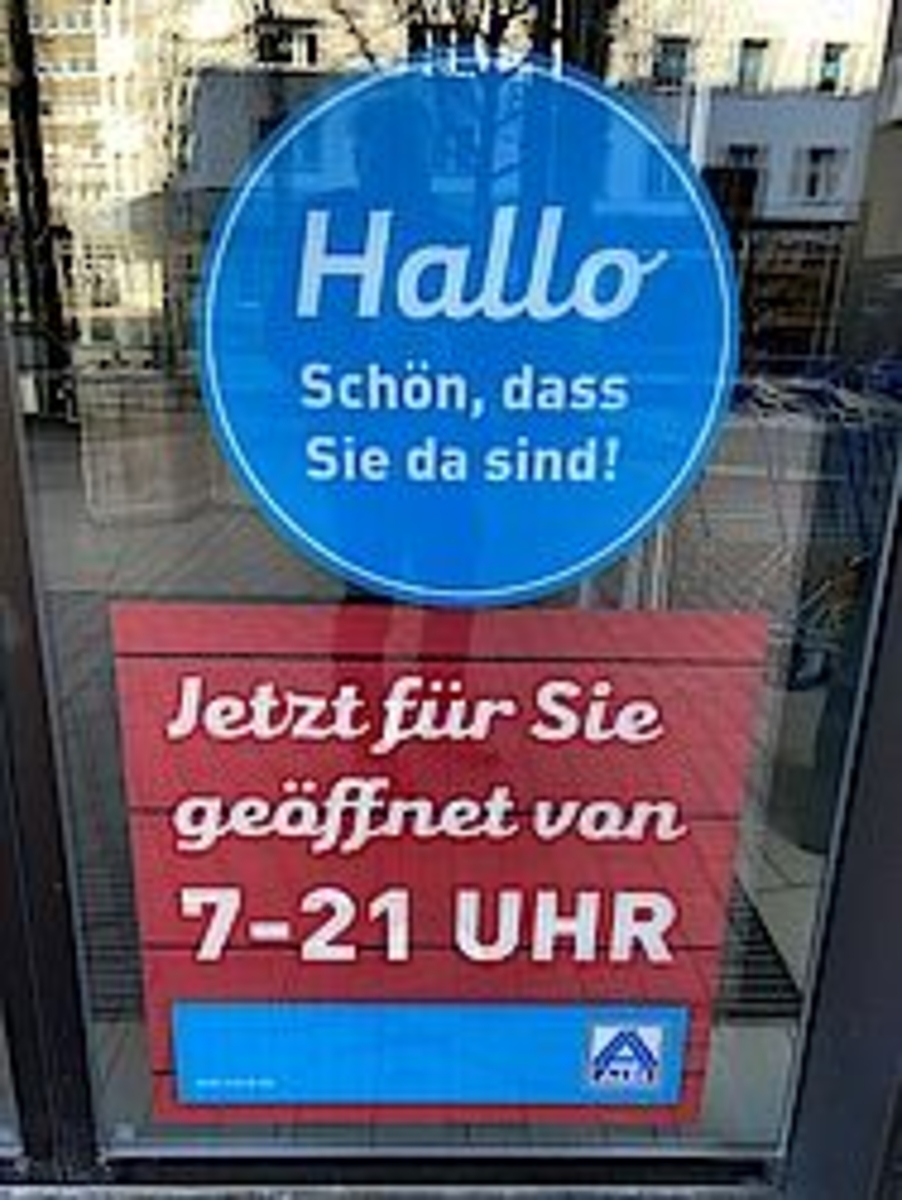 Hallo
Schön, dass
Sie da sind!
Jetzt für Sie
geöffnet von
7-21 UHR